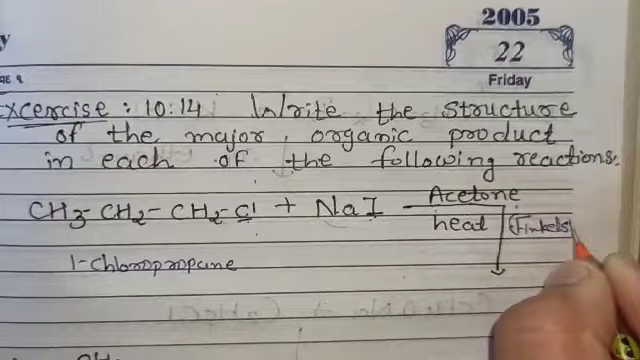 2005
22
Friday
xcercise : 10.14 Write the structure
of the major organic product
in each of the following reactions.
CH3-CH2-CH2-Cl + NaI Acetone
heat (Finkels
1-Chloropropane